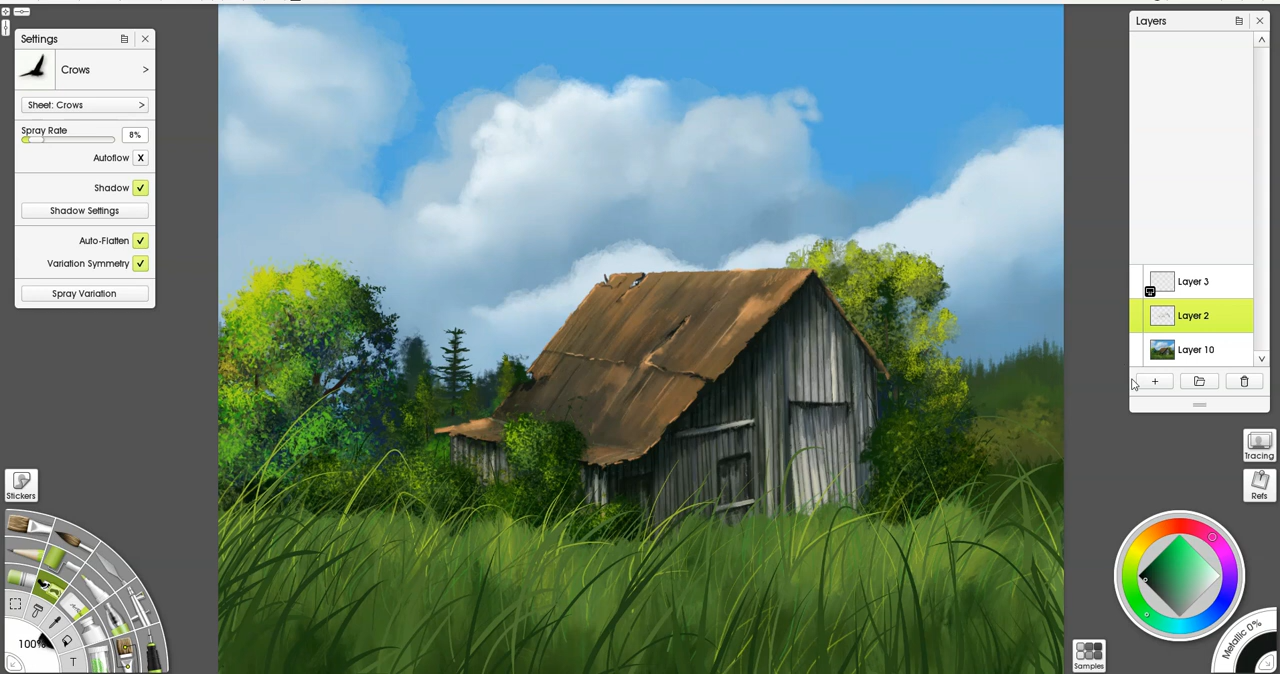 Settings
Crows
Sheet: Crows
Spray Rate
8%
Autoflow X
Shadow
Shadow Settings
Auto-Flatten
Variation Symmetry
Spray Variation
Stickers
100%
T
Layers
Layer 3
Layer 2
Layer 10
Tracing
Refs
Samples
Metallic 0%